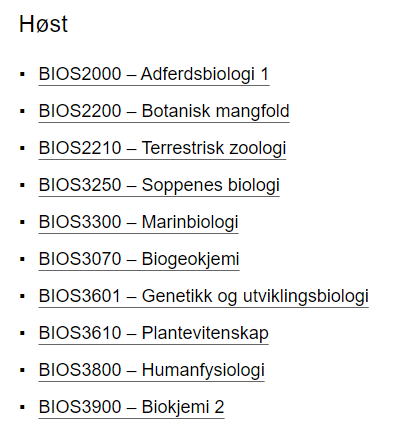 Høst
▪ BIOS2000 – Adferdsbiologi 1
▪ BIOS2200 – Botanisk mangfold
▪ BIOS2210 – Terrestrisk zoologi
▪ BIOS3250 – Soppenes biologi
▪ BIOS3300 – Marinbiologi
▪ BIOS3070 – Biogeokjemi
▪ BIOS3601 – Genetikk og utviklingsbiologi
▪ BIOS3610 – Plantevitenskap
▪ BIOS3800 – Humanfysiologi
▪ BIOS3900 – Biokjemi 2